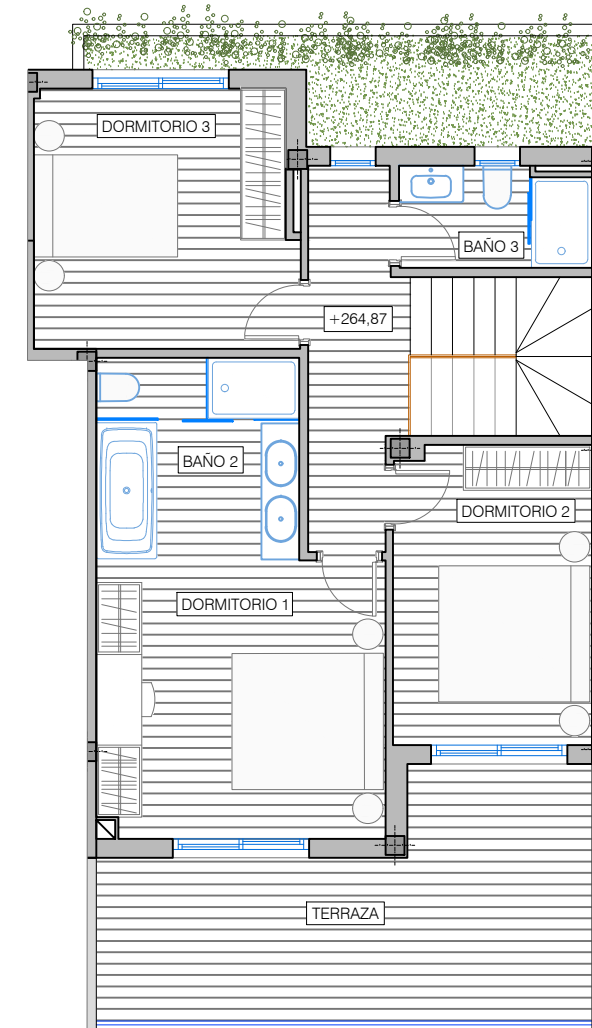 DORMITORIO 3
BAÑO 3
+264,87
BAÑO 2
DORMITORIO 2
DORMITORIO 1
TERRAZA